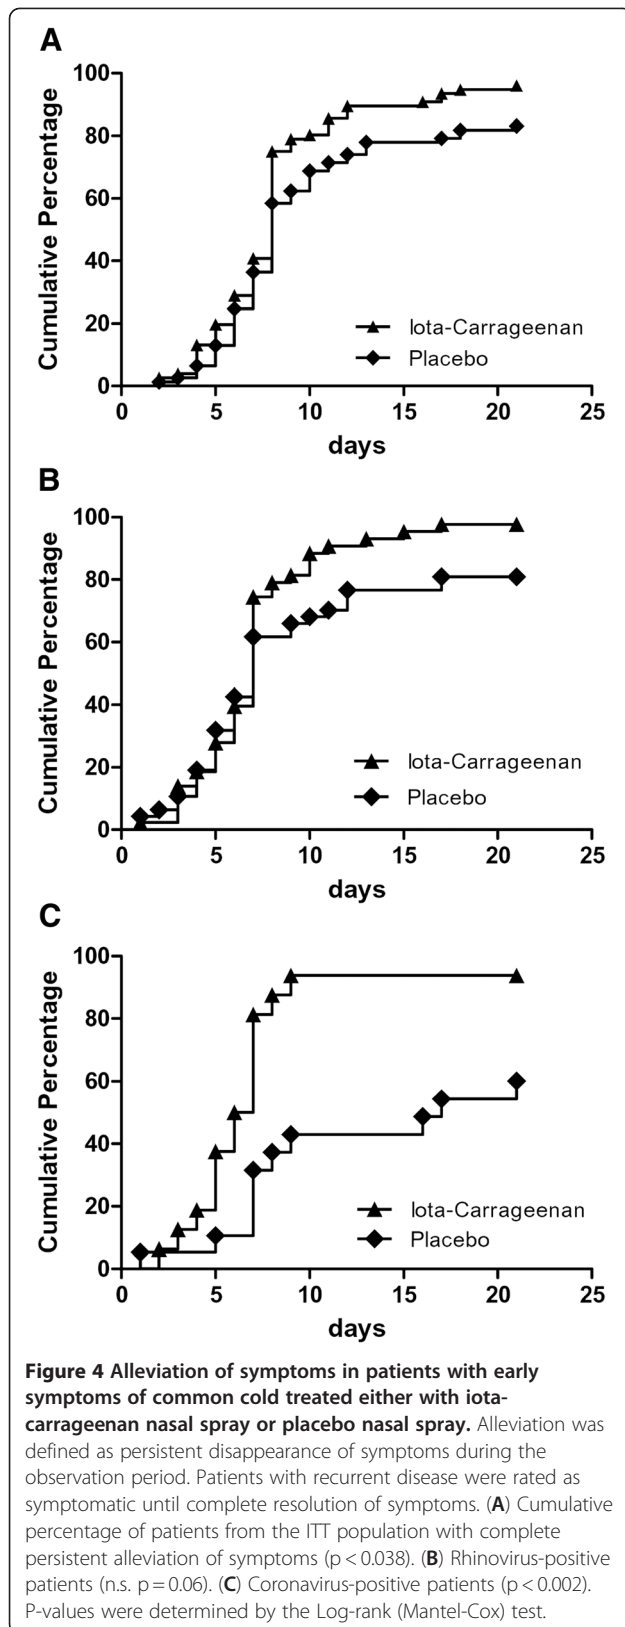 A
100
80
60
40
20
0
Cumulative Percentage
Iota-Carrageenan
Placebo
0 5 10 15 20 25
days
B
100
80
60
40
20
0
Cumulative Percentage
Iota-Carrageenan
Placebo
0 5 10 15 20 25
days
C
100
80
60
40
20
0
Cumulative Percentage
Iota-Carrageenan
Placebo
0 5 10 15 20 25
days
Figure 4 Alleviation of symptoms in patients with early
symptoms of common cold treated either with iota-
carrageenan nasal spray or placebo nasal spray. Alleviation was
defined as persistent disappearance of symptoms during the
observation period. Patients with recurrent disease were rated as
symptomatic until complete resolution of symptoms. (A) Cumulative
percentage of patients from the ITT population with complete
persistent alleviation of symptoms (p < 0.038). (B) Rhinovirus-positive
patients (n.s. p = 0.06). (C) Coronavirus-positive patients (p < 0.002).
P-values were determined by the Log-rank (Mantel-Cox) test.